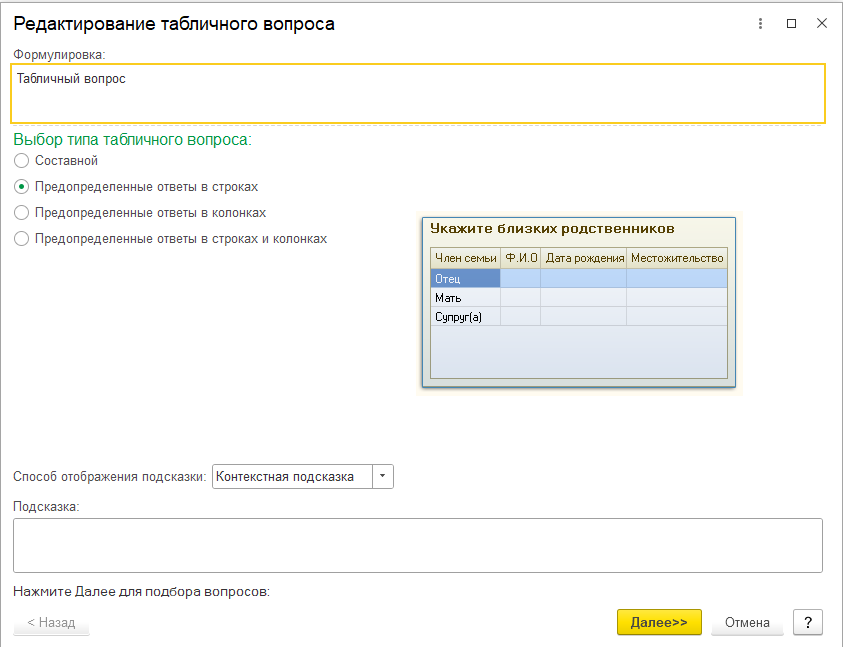 Редактирование табличного вопроса
Формулировка:
Табличный вопрос
Выбор типа табличного вопроса:
Составной
Предопределенные ответы в строках
Предопределенные ответы в колонках
Предопределенные ответы в строках и колонках
Укажите близких родственников
Член семьи Ф.И.О Дата рождения Местожительство
Отец
Мать
Супруг(а)
Способ отображения подсказки: Контекстная подсказка
Подсказка:
Нажмите Далее для подбора вопросов:
< Назад Далее>> Отмена ?